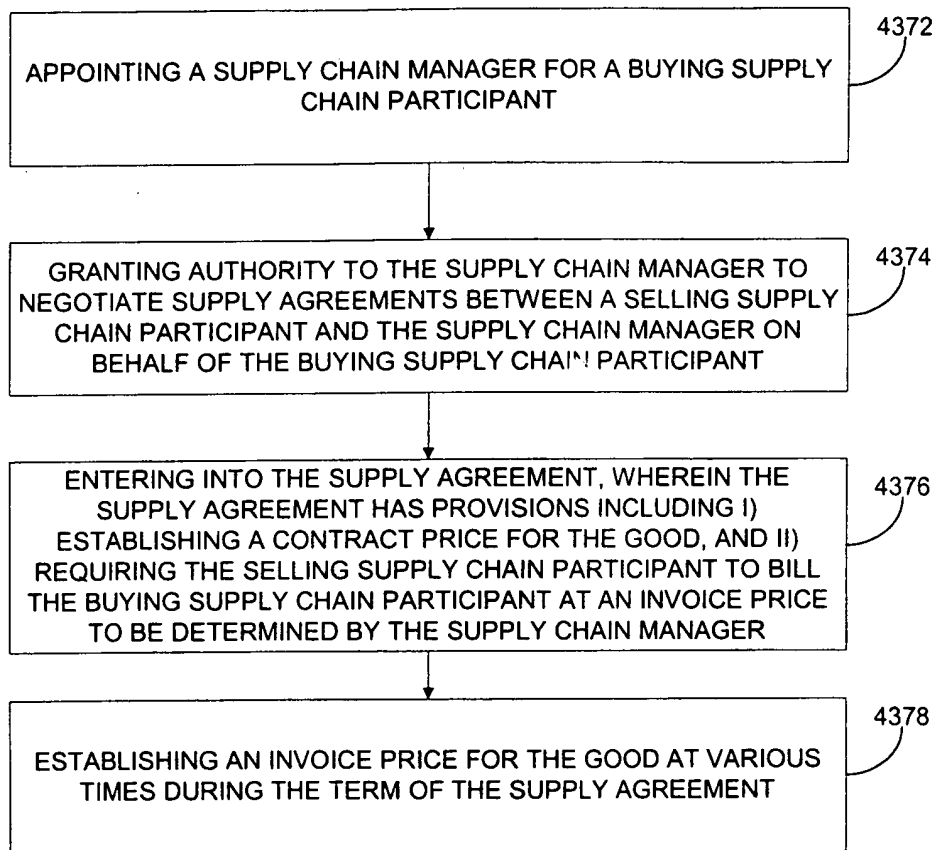 4372
APPOINTING A SUPPLY CHAIN MANAGER FOR A BUYING SUPPLY
CHAIN PARTICIPANT
4374
GRANTING AUTHORITY TO THE SUPPLY CHAIN MANAGER TO
NEGOTIATE SUPPLY AGREEMENTS BETWEEN A SELLING SUPPLY
CHAIN PARTICIPANT AND THE SUPPLY CHAIN MANAGER ON
BEHALF OF THE BUYING SUPPLY CHAIN PARTICIPANT
4376
ENTERING INTO THE SUPPLY AGREEMENT, WHEREIN THE
SUPPLY AGREEMENT HAS PROVISIONS INCLUDING I)
ESTABLISHING A CONTRACT PRICE FOR THE GOOD, AND II)
REQUIRING THE SELLING SUPPLY CHAIN PARTICIPANT TO BILL
THE BUYING SUPPLY CHAIN PARTICIPANT AT AN INVOICE PRICE
TO BE DETERMINED BY THE SUPPLY CHAIN MANAGER
4378
ESTABLISHING AN INVOICE PRICE FOR THE GOOD AT VARIOUS
TIMES DURING THE TERM OF THE SUPPLY AGREEMENT